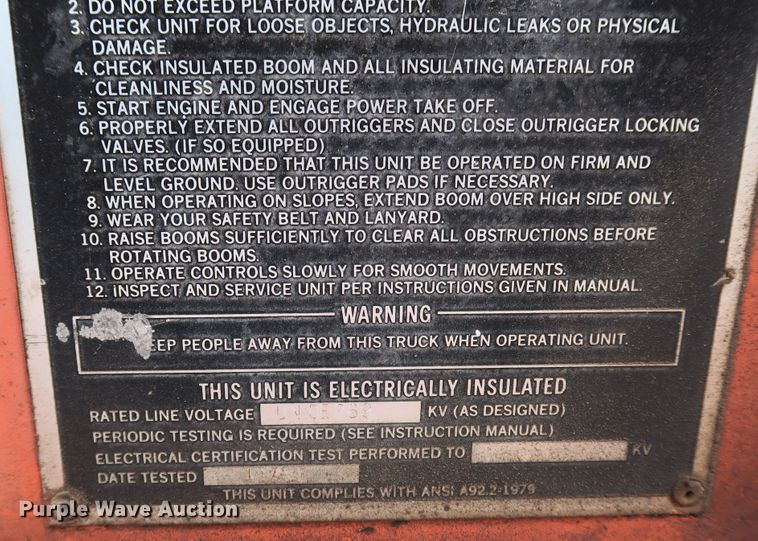 2. DO NOT EXCEED PLATFORM CAPACITY.
3. CHECK UNIT FOR LOOSE OBJECTS, HYDRAULIC LEAKS OR PHYSICAL
DAMAGE.
4. CHECK INSULATED BOOM AND ALL INSULATING MATERIAL FOR
CLEANLINESS AND MOISTURE.
5. START ENGINE AND ENGAGE POWER TAKE OFF.
6. PROPERLY EXTEND ALL OUTRIGGERS AND CLOSE OUTRIGGER LOCKING
VALVES. (IF SO EQUIPPED)
7. IT IS RECOMMENDED THAT THIS UNIT BE OPERATED ON FIRM AND
LEVEL GROUND. USE OUTRIGGER PADS IF NECESSARY.
8. WHEN OPERATING ON SLOPES, EXTEND BOOM OVER HIGH SIDE ONLY.
9. WEAR YOUR SAFETY BELT AND LANYARD.
10. RAISE BOOMS SUFFICIENTLY TO CLEAR ALL OBSTRUCTIONS BEFORE
ROTATING BOOMS.
11. OPERATE CONTROLS SLOWLY FOR SMOOTH MOVEMENTS.
12. INSPECT AND SERVICE UNIT PER INSTRUCTIONS GIVEN IN MANUAL.
WARNING
EEP PEOPLE AWAY FROM THIS TRUCK WHEN OPERATING UNIT.
THIS UNIT IS ELECTRICALLY INSULATED
RATED LINE VOLTAGE KV (AS DESIGNED)
PERIODIC TESTING IS REQUIRED (SEE INSTRUCTION MANUAL)
ELECTRICAL CERTIFICATION TEST PERFORMED TO KV
DATE TESTED
THIS UNIT COMPLIES WITH ANSI A92.2-1979
Purple Wave Auction